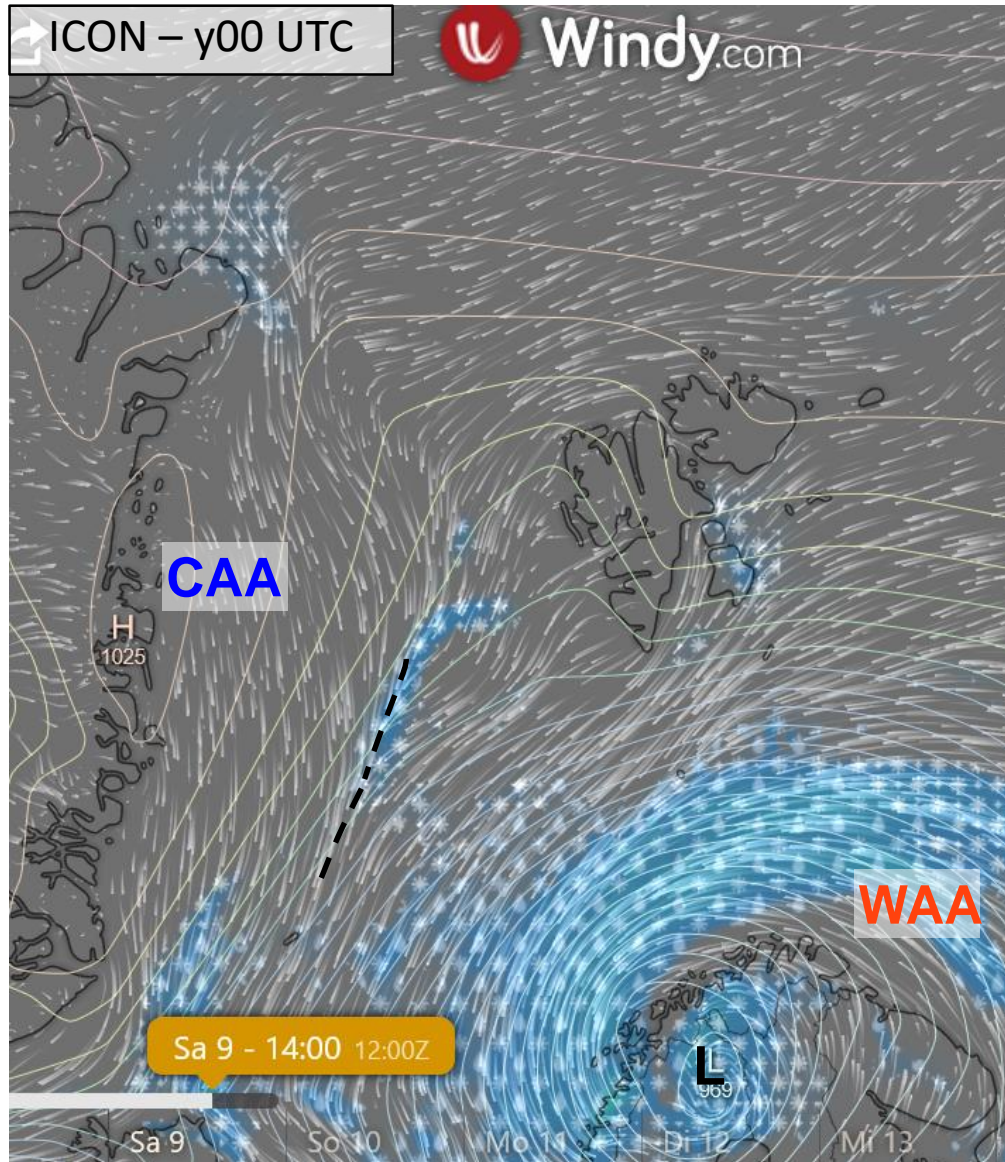 ICON – y00 UTC
Windy.com
CAA
H
1025
WAA
L
969
Sa 9 - 14:00 12:00Z
Sa 9 So 10 Mo 11 Di 12 Mi 13